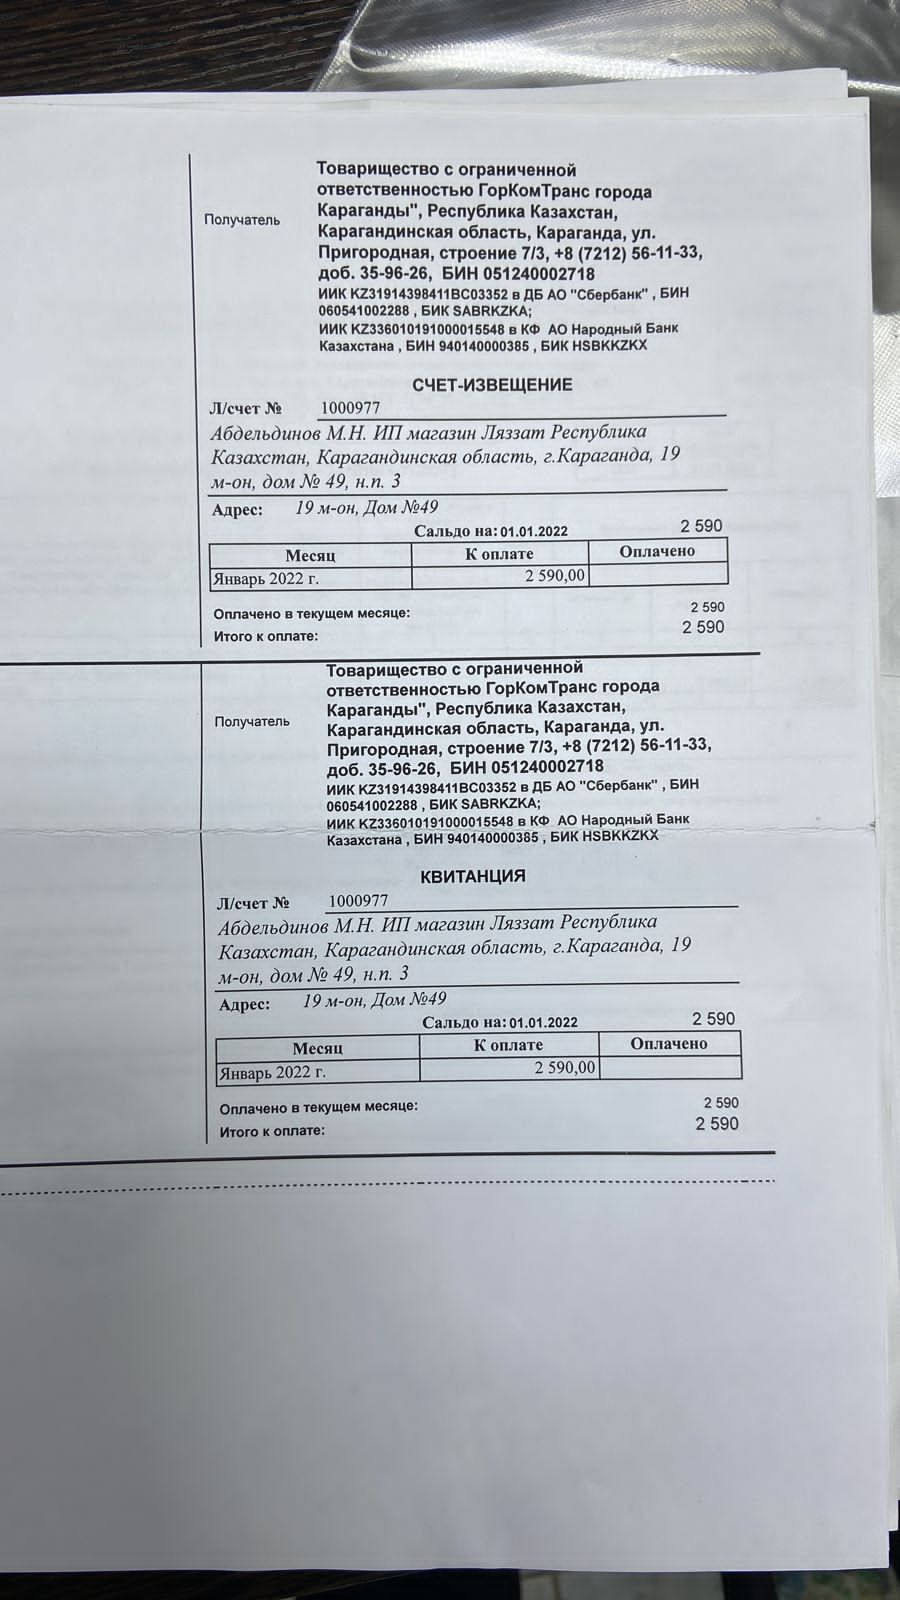 Получатель
Товарищество с ограниченной
ответственностью ГорКомТранс города
Караганды", Республика Казахстан,
Карагандинская область, Караганда, ул.
Пригородная, строение 7/3, +8 (7212) 56-11-33,
доб. 35-96-26, БИН 051240002718
ИИК KZ31914398411BC03352 в ДБ АО "Сбербанк" , БИН
060541002288 , БИК SABRKZKA;
ИИК KZ336010191000015548 в КФ АО Народный Банк
Казахстана , БИН 940140000385 , БИК HSBKKZKX
СЧЕТ-ИЗВЕЩЕНИЕ
Л/счет № 1000977
Абдельдинов М.Н. ИП магазин Ляззат Республика
Казахстан, Карагандинская область, г.Караганда, 19
м-он, дом № 49, н.п. 3
Адрес: 19 м-он, Дом №49
Сальдо на: 01.01.2022 2 590
Месяц К оплате Оплачено
Январь 2022 г. 2 590,00
Оплачено в текущем месяце: 2 590
Итого к оплате: 2 590
Получатель
Товарищество с ограниченной
ответственностью ГорКомТранс города
Караганды", Республика Казахстан,
Карагандинская область, Караганда, ул.
Пригородная, строение 7/3, +8 (7212) 56-11-33,
доб. 35-96-26, БИН 051240002718
ИИК KZ31914398411BC03352 в ДБ АО "Сбербанк" , БИН
060541002288 , БИК SABRKZKA;
ИИК KZ336010191000015548 в КФ АО Народный Банк
Казахстана , БИН 940140000385 , БИК HSBKKZKX
КВИТАНЦИЯ
Л/счет № 1000977
Абдельдинов М.Н. ИП магазин Ляззат Республика
Казахстан, Карагандинская область, г.Караганда, 19
м-он, дом № 49, н.п. 3
Адрес: 19 м-он, Дом №49
Сальдо на: 01.01.2022 2 590
Месяц К оплате Оплачено
Январь 2022 г. 2 590,00
Оплачено в текущем месяце: 2 590
Итого к оплате: 2 590